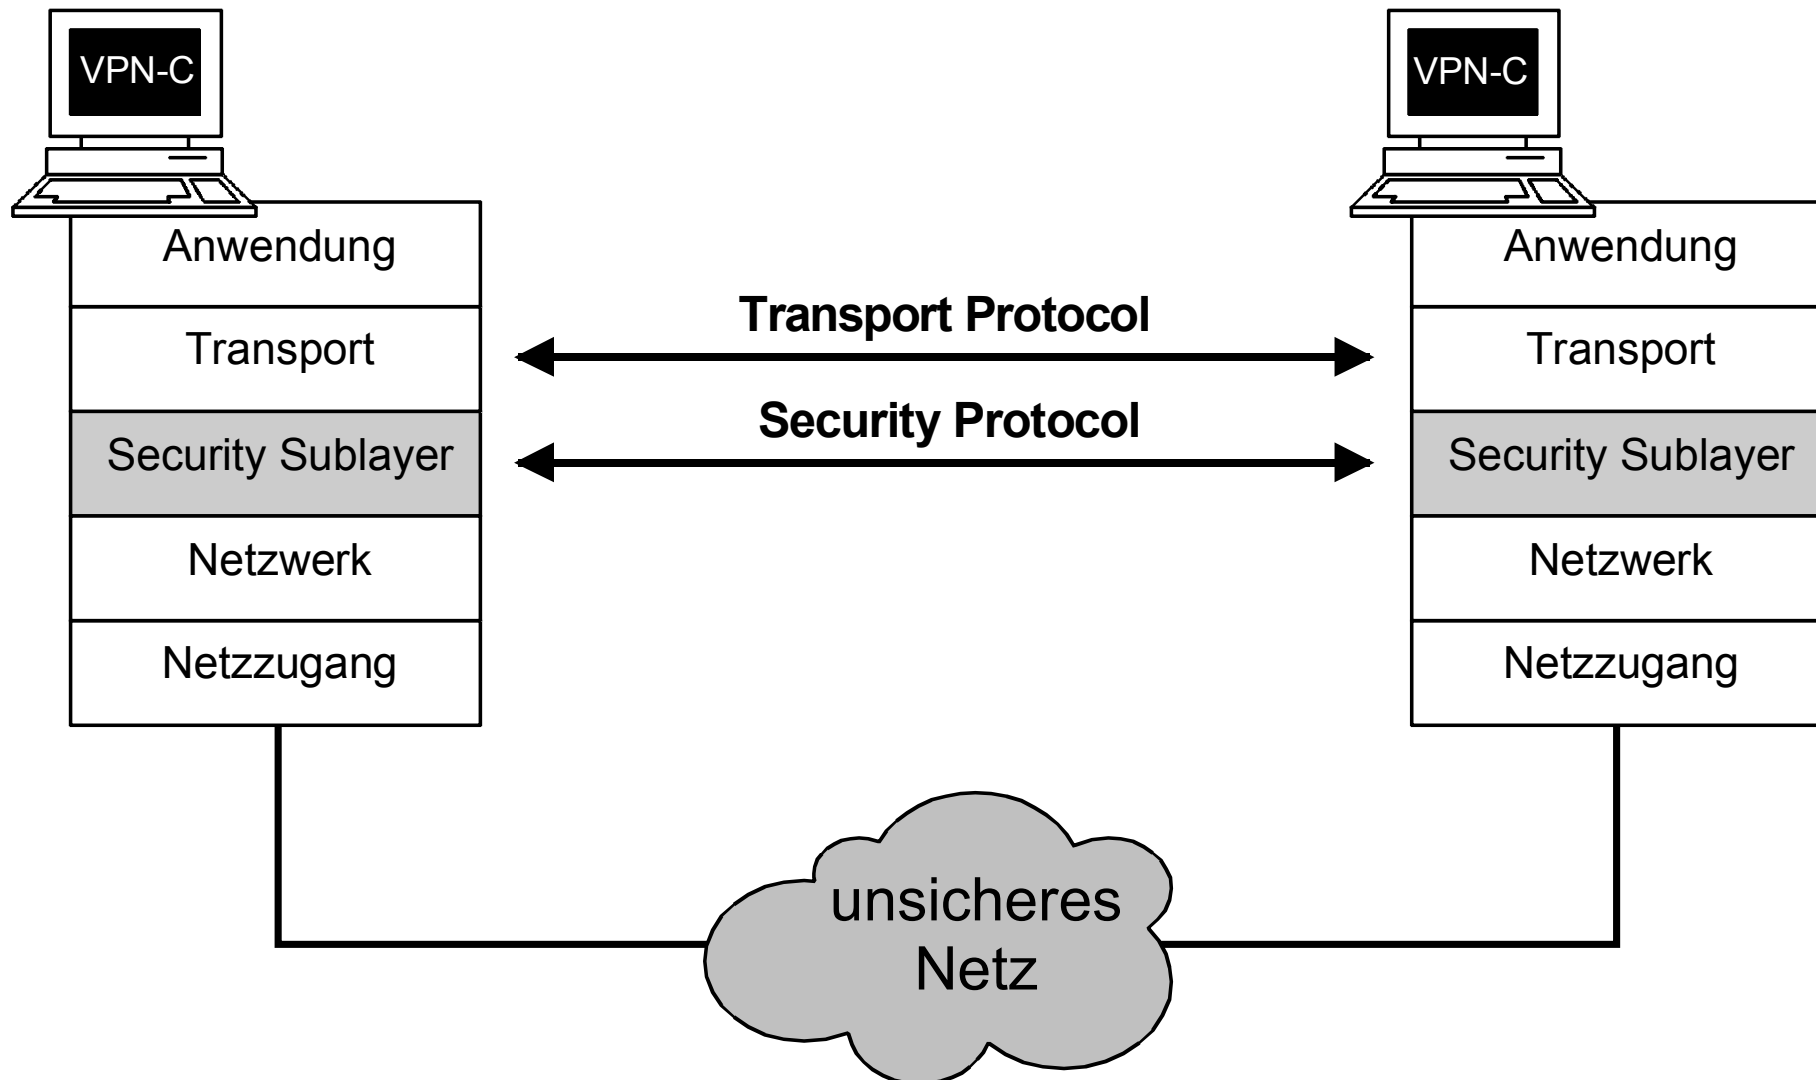 VPN-C
VPN-C
Anwendung
Anwendung
Transport Protocol
Transport
Transport
Security Protocol
Security Sublayer
Security Sublayer
Netzwerk
Netzwerk
Netzzugang
Netzzugang
unsicheres
Netz